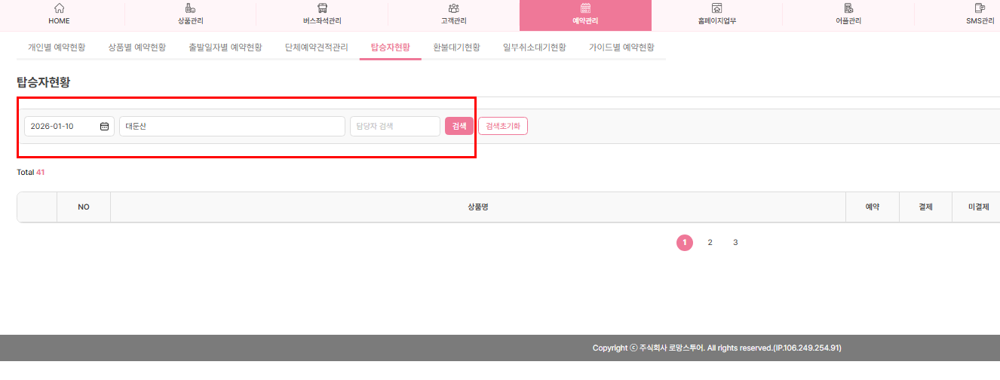 HOME 상품관리 버스좌석관리 고객관리 예약관리 홈페이지업무 어플관리 SMS관리
개인별 예약현황 상품별 예약현황 출발일자별 예약현황 단체예약견적관리 탑승자현황 환불대기현황 일부취소대기현황 가이드별 예약현황
탑승자현황
2026-01-10 대둔산 담당자 검색 검색 검색초기화
Total 41
NO 상품명 예약 결제 미결제
1 2 3
Copyright ⓒ 주식회사 로망스투어. All rights reserved.(IP.106.249.254.91)